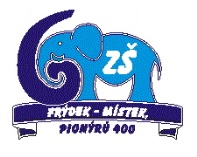 ZŠ
FRÝDEK - MÍSTEK,
PIONÝRŮ 400